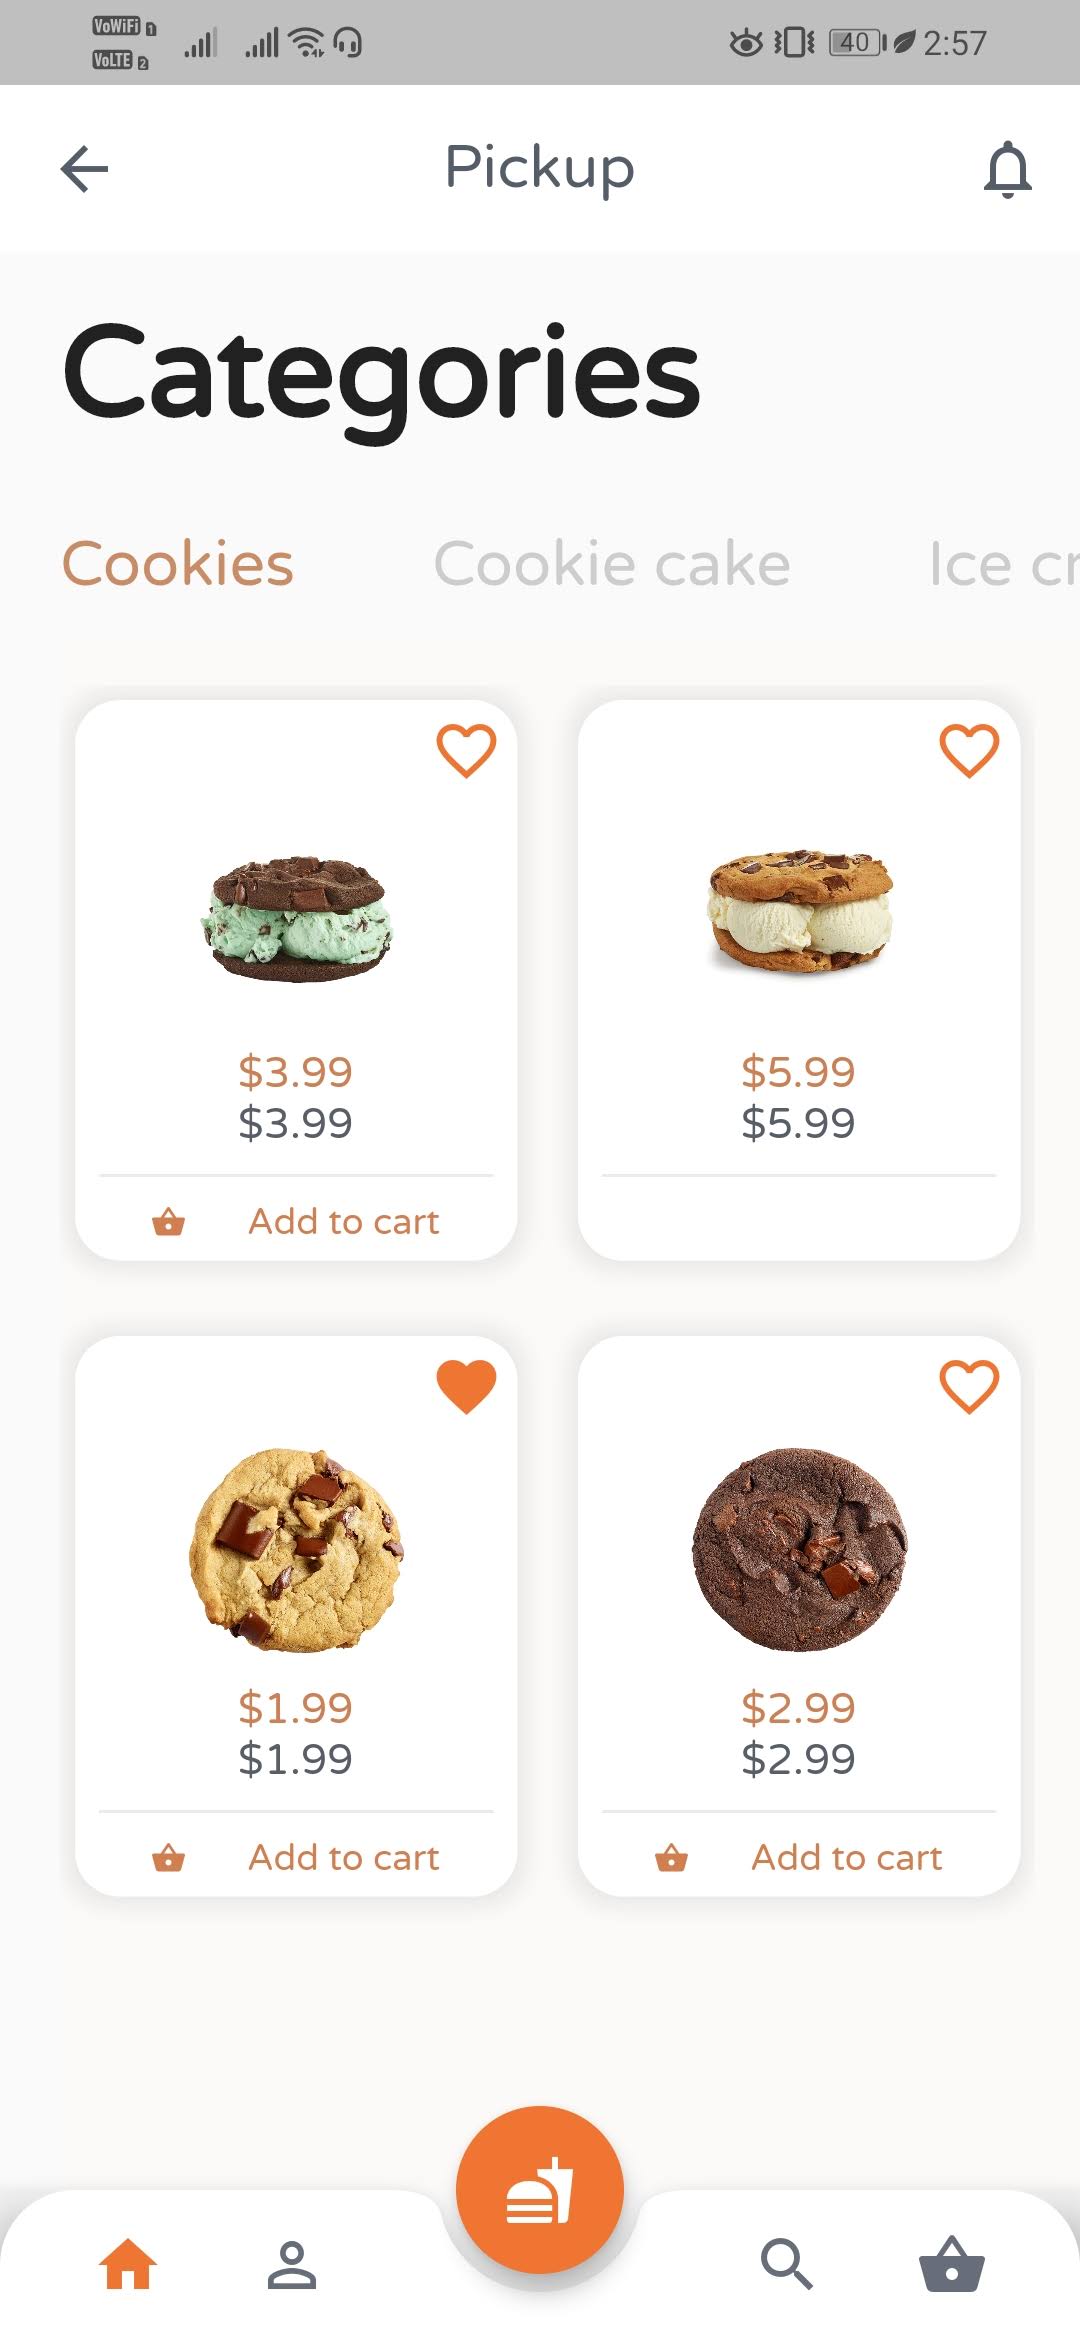 VoWiFi 1
VoLTE 2
40 2:57
Pickup
Categories
Cookies Cookie cake Ice cr
$3.99
$3.99
Add to cart
$5.99
$5.99
$1.99
$1.99
Add to cart
$2.99
$2.99
Add to cart